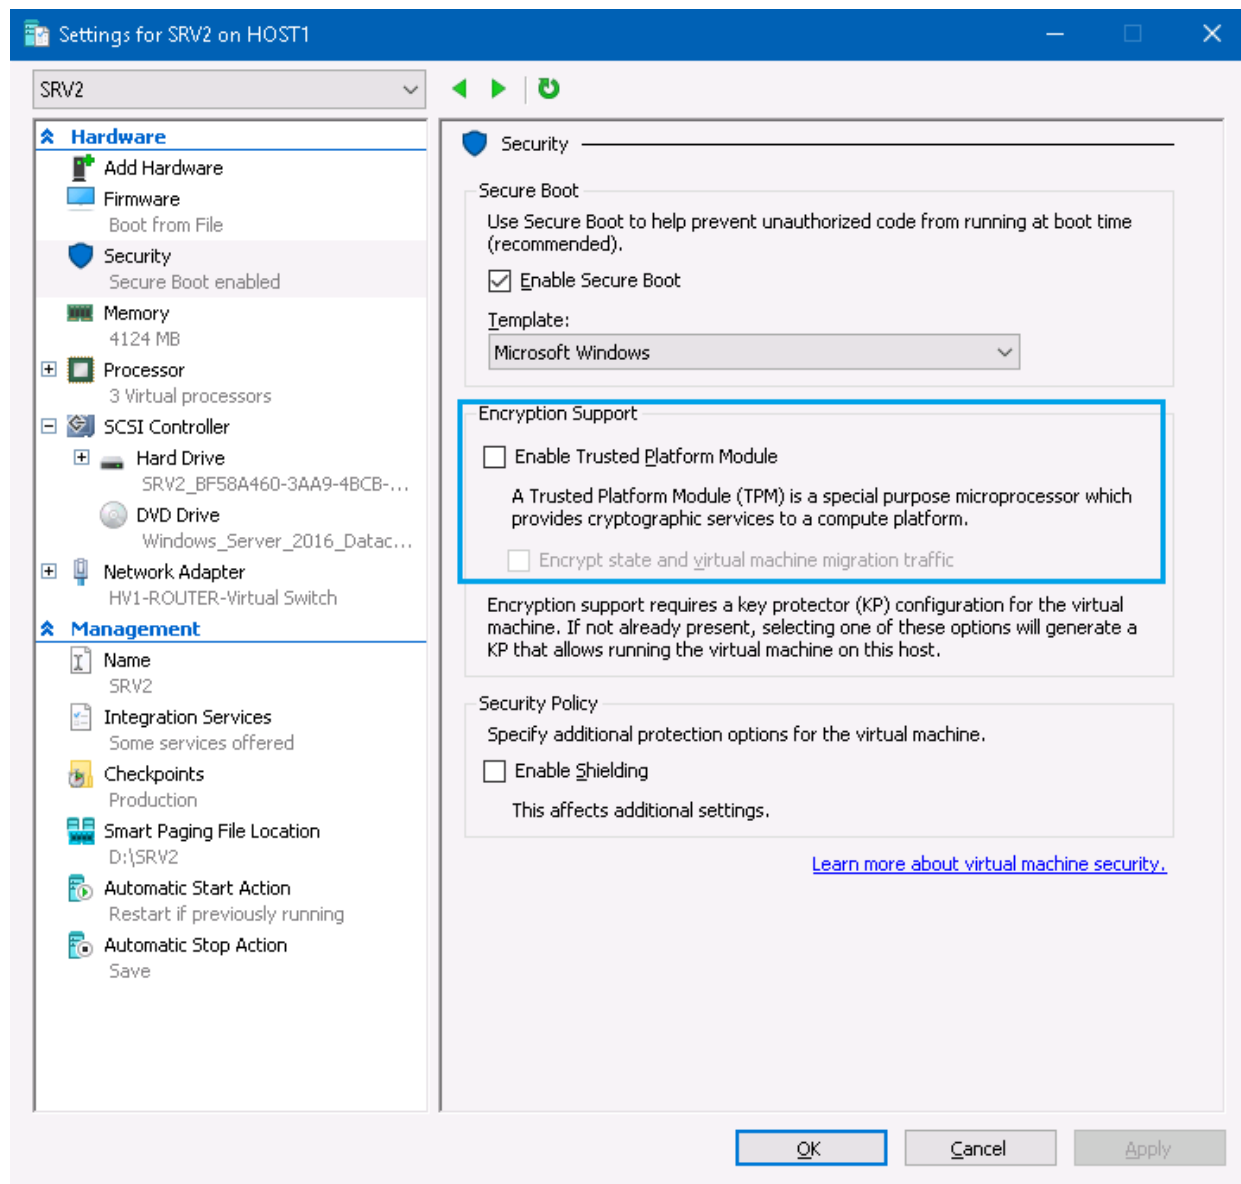 Settings for SRV2 on HOST1
SRV2
Hardware
Add Hardware
Firmware
Boot from File
Security
Secure Boot enabled
Memory
4124 MB
Processor
3 Virtual processors
SCSI Controller
Hard Drive
SRV2_BF58A460-3AA9-4BCB-...
DVD Drive
Windows_Server_2016_Datac...
Network Adapter
HV1-ROUTER-Virtual Switch
Management
Name
SRV2
Integration Services
Some services offered
Checkpoints
Production
Smart Paging File Location
D:\SRV2
Automatic Start Action
Restart if previously running
Automatic Stop Action
Save
Security
Secure Boot
Use Secure Boot to help prevent unauthorized code from running at boot time
(recommended).
Enable Secure Boot
Template:
Microsoft Windows
Encryption Support
Enable Trusted Platform Module
A Trusted Platform Module (TPM) is a special purpose microprocessor which
provides cryptographic services to a compute platform.
Encrypt state and virtual machine migration traffic
Encryption support requires a key protector (KP) configuration for the virtual
machine. If not already present, selecting one of these options will generate a
KP that allows running the virtual machine on this host.
Security Policy
Specify additional protection options for the virtual machine.
Enable Shielding
This affects additional settings.
Learn more about virtual machine security.
OK
Cancel
Apply